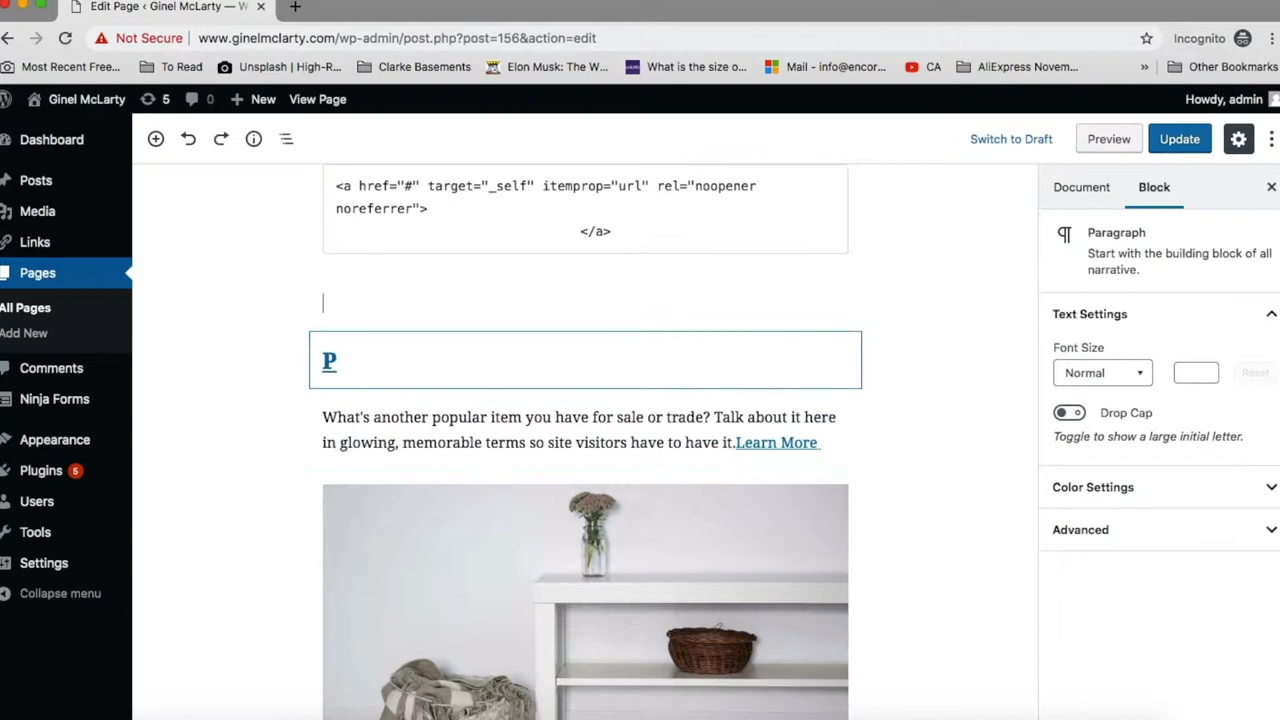 Edit Page ‹ Ginel McLarty — W
Not Secure
www.ginelmclarty.com/wp-admin/post.php?post=156&action=edit
Incognito
Most Recent Free...
To Read
Unsplash | High-R...
Clarke Basements
Elon Musk: The W...
What is the size o...
Mail - info@encor...
CA
AliExpress Novem...
»
Other Bookmarks
Ginel McLarty
5
0
New
View Page
Howdy, admin
Dashboard
Posts
Media
Links
Pages
All Pages
Add New
Comments
Ninja Forms
Appearance
Plugins 5
Users
Tools
Settings
Collapse menu
Switch to Draft
Preview
Update
<a href="#" target="_self" itemprop="url" rel="noopener
noreferrer">
</a>
P
What's another popular item you have for sale or trade? Talk about it here
in glowing, memorable terms so site visitors have to have it.Learn More
Document
Block
Paragraph
Start with the building block of all
narrative.
Text Settings
Font Size
Normal
Reset
Drop Cap
Toggle to show a large initial letter.
Color Settings
Advanced